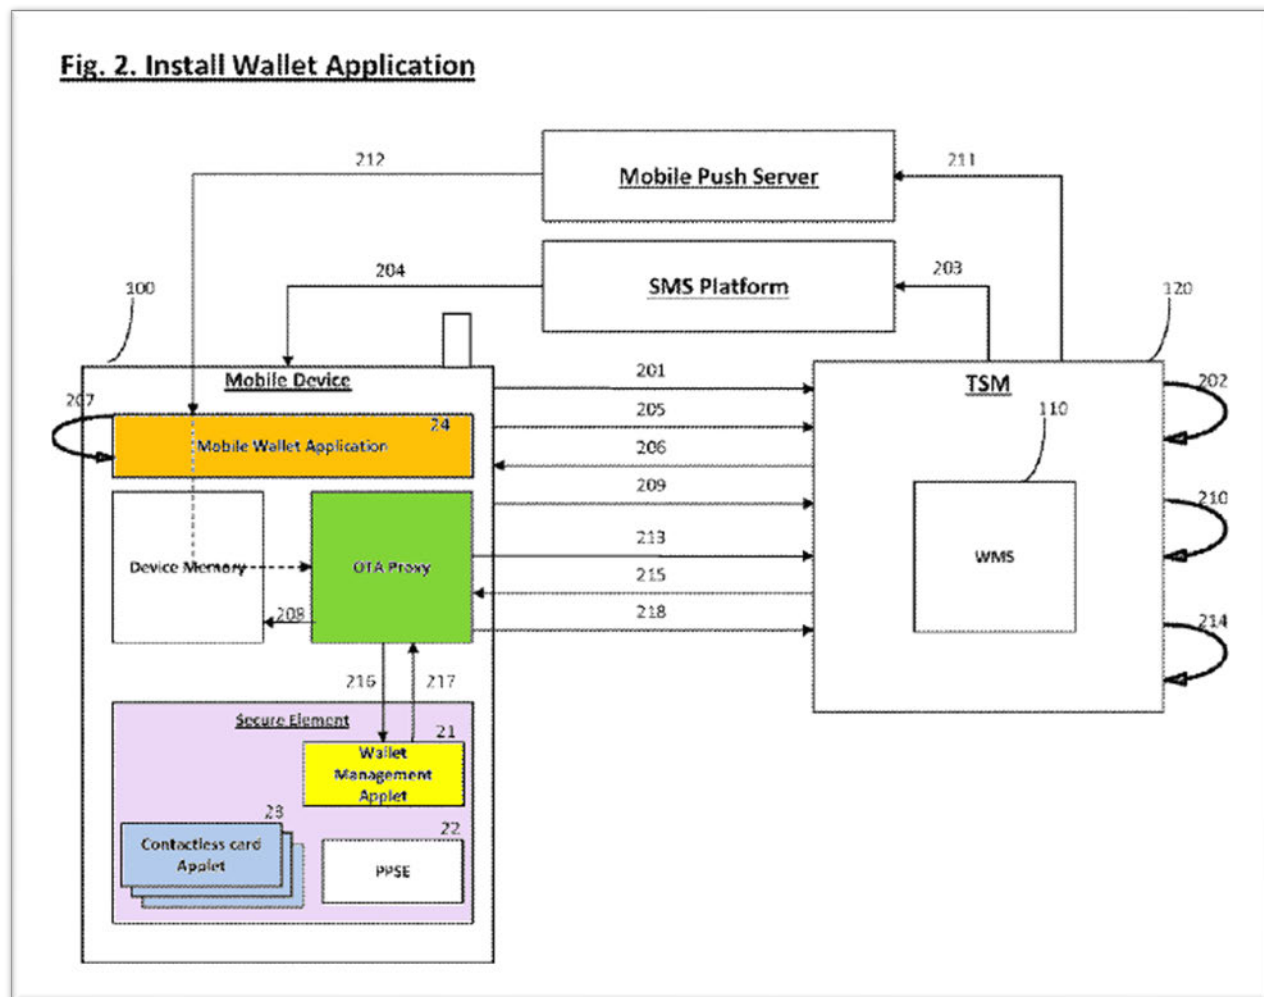 Fig. 2. Install Wallet Application
212
Mobile Push Server
211
204
SMS Platform
203
100
120
Mobile Device
201
TSM
202
207
24
205
110
Mobile Wallet Application
206
209
210
213
Device Memory
OTA Proxy
WMS
215
208
218
214
216
217
Secure Element
21
Wallet
Management
Applet
23
22
Contactless card
Applet
PPSE